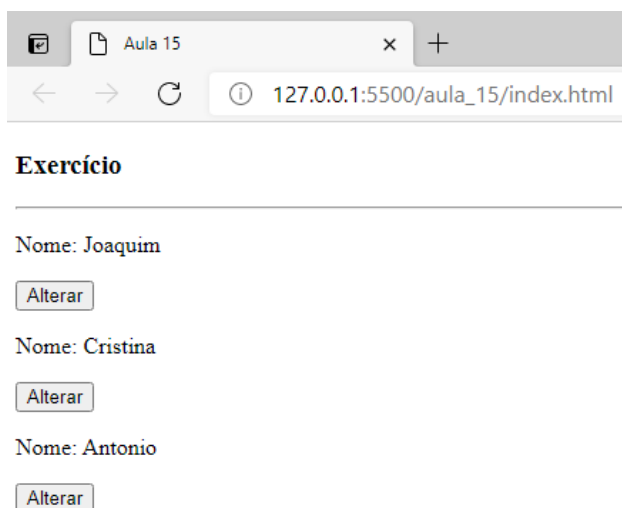 Aula 15
127.0.0.1:5500/aula_15/index.html
Exercício
Nome: Joaquim
Alterar
Nome: Cristina
Alterar
Nome: Antonio
Alterar